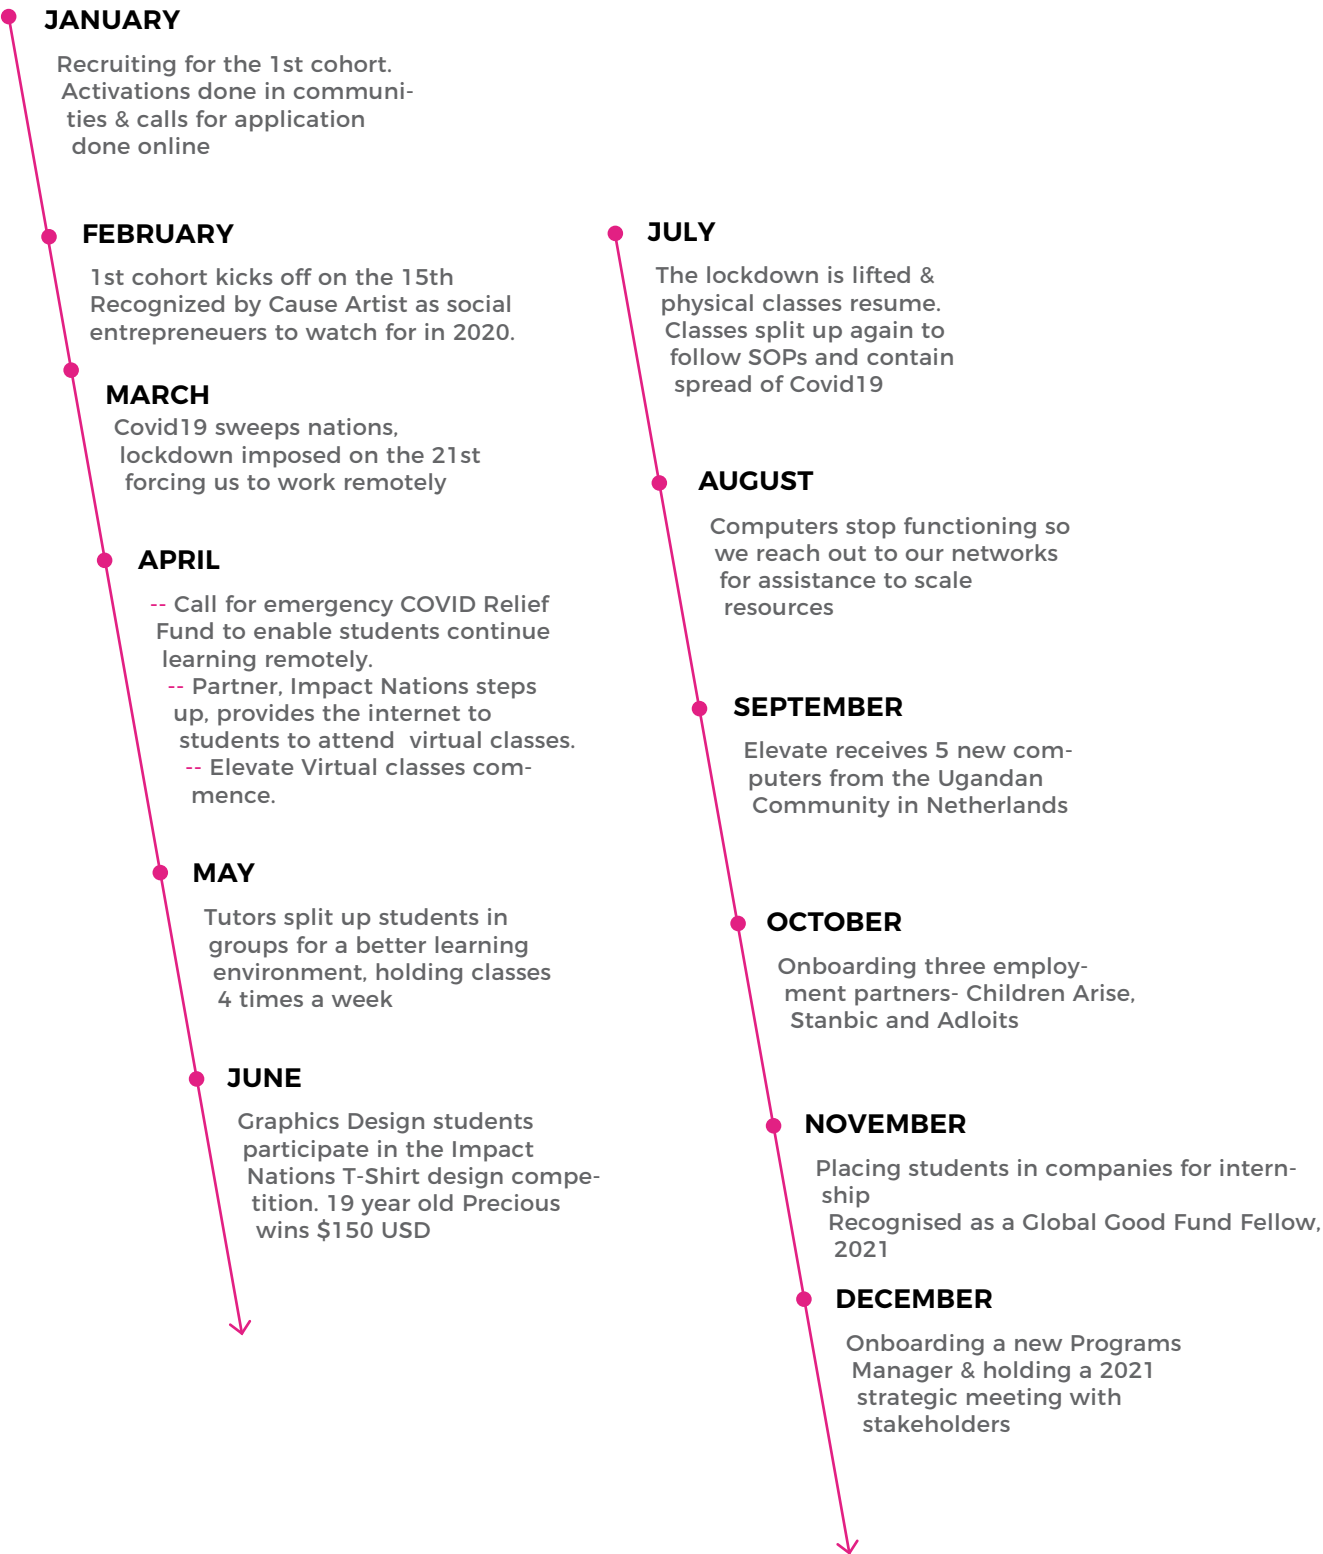 JANUARY
Recruiting for the 1st cohort.
Activations done in communi-
ties & calls for application
done online
FEBRUARY
1st cohort kicks off on the 15th
Recognized by Cause Artist as social
entrepreneuers to watch for in 2020.
MARCH
Covid19 sweeps nations,
lockdown imposed on the 21st
forcing us to work remotely
APRIL
-- Call for emergency COVID Relief
Fund to enable students continue
learning remotely.
-- Partner, Impact Nations steps
up, provides the internet to
students to attend  virtual classes.
-- Elevate Virtual classes com-
mence.
MAY
Tutors split up students in
groups for a better learning
environment, holding classes
4 times a week
JUNE
Graphics Design students
participate in the Impact
Nations T-Shirt design compe-
tition. 19 year old Precious
wins $150 USD
JULY
The lockdown is lifted &
physical classes resume.
Classes split up again to
follow SOPs and contain
spread of Covid19
AUGUST
Computers stop functioning so
we reach out to our networks
for assistance to scale
resources
SEPTEMBER
Elevate receives 5 new com-
puters from the Ugandan
Community in Netherlands
OCTOBER
Onboarding three employ-
ment partners- Children Arise,
Stanbic and Adloits
NOVEMBER
Placing students in companies for intern-
ship
Recognised as a Global Good Fund Fellow,
2021
DECEMBER
Onboarding a new Programs
Manager & holding a 2021
strategic meeting with
stakeholders